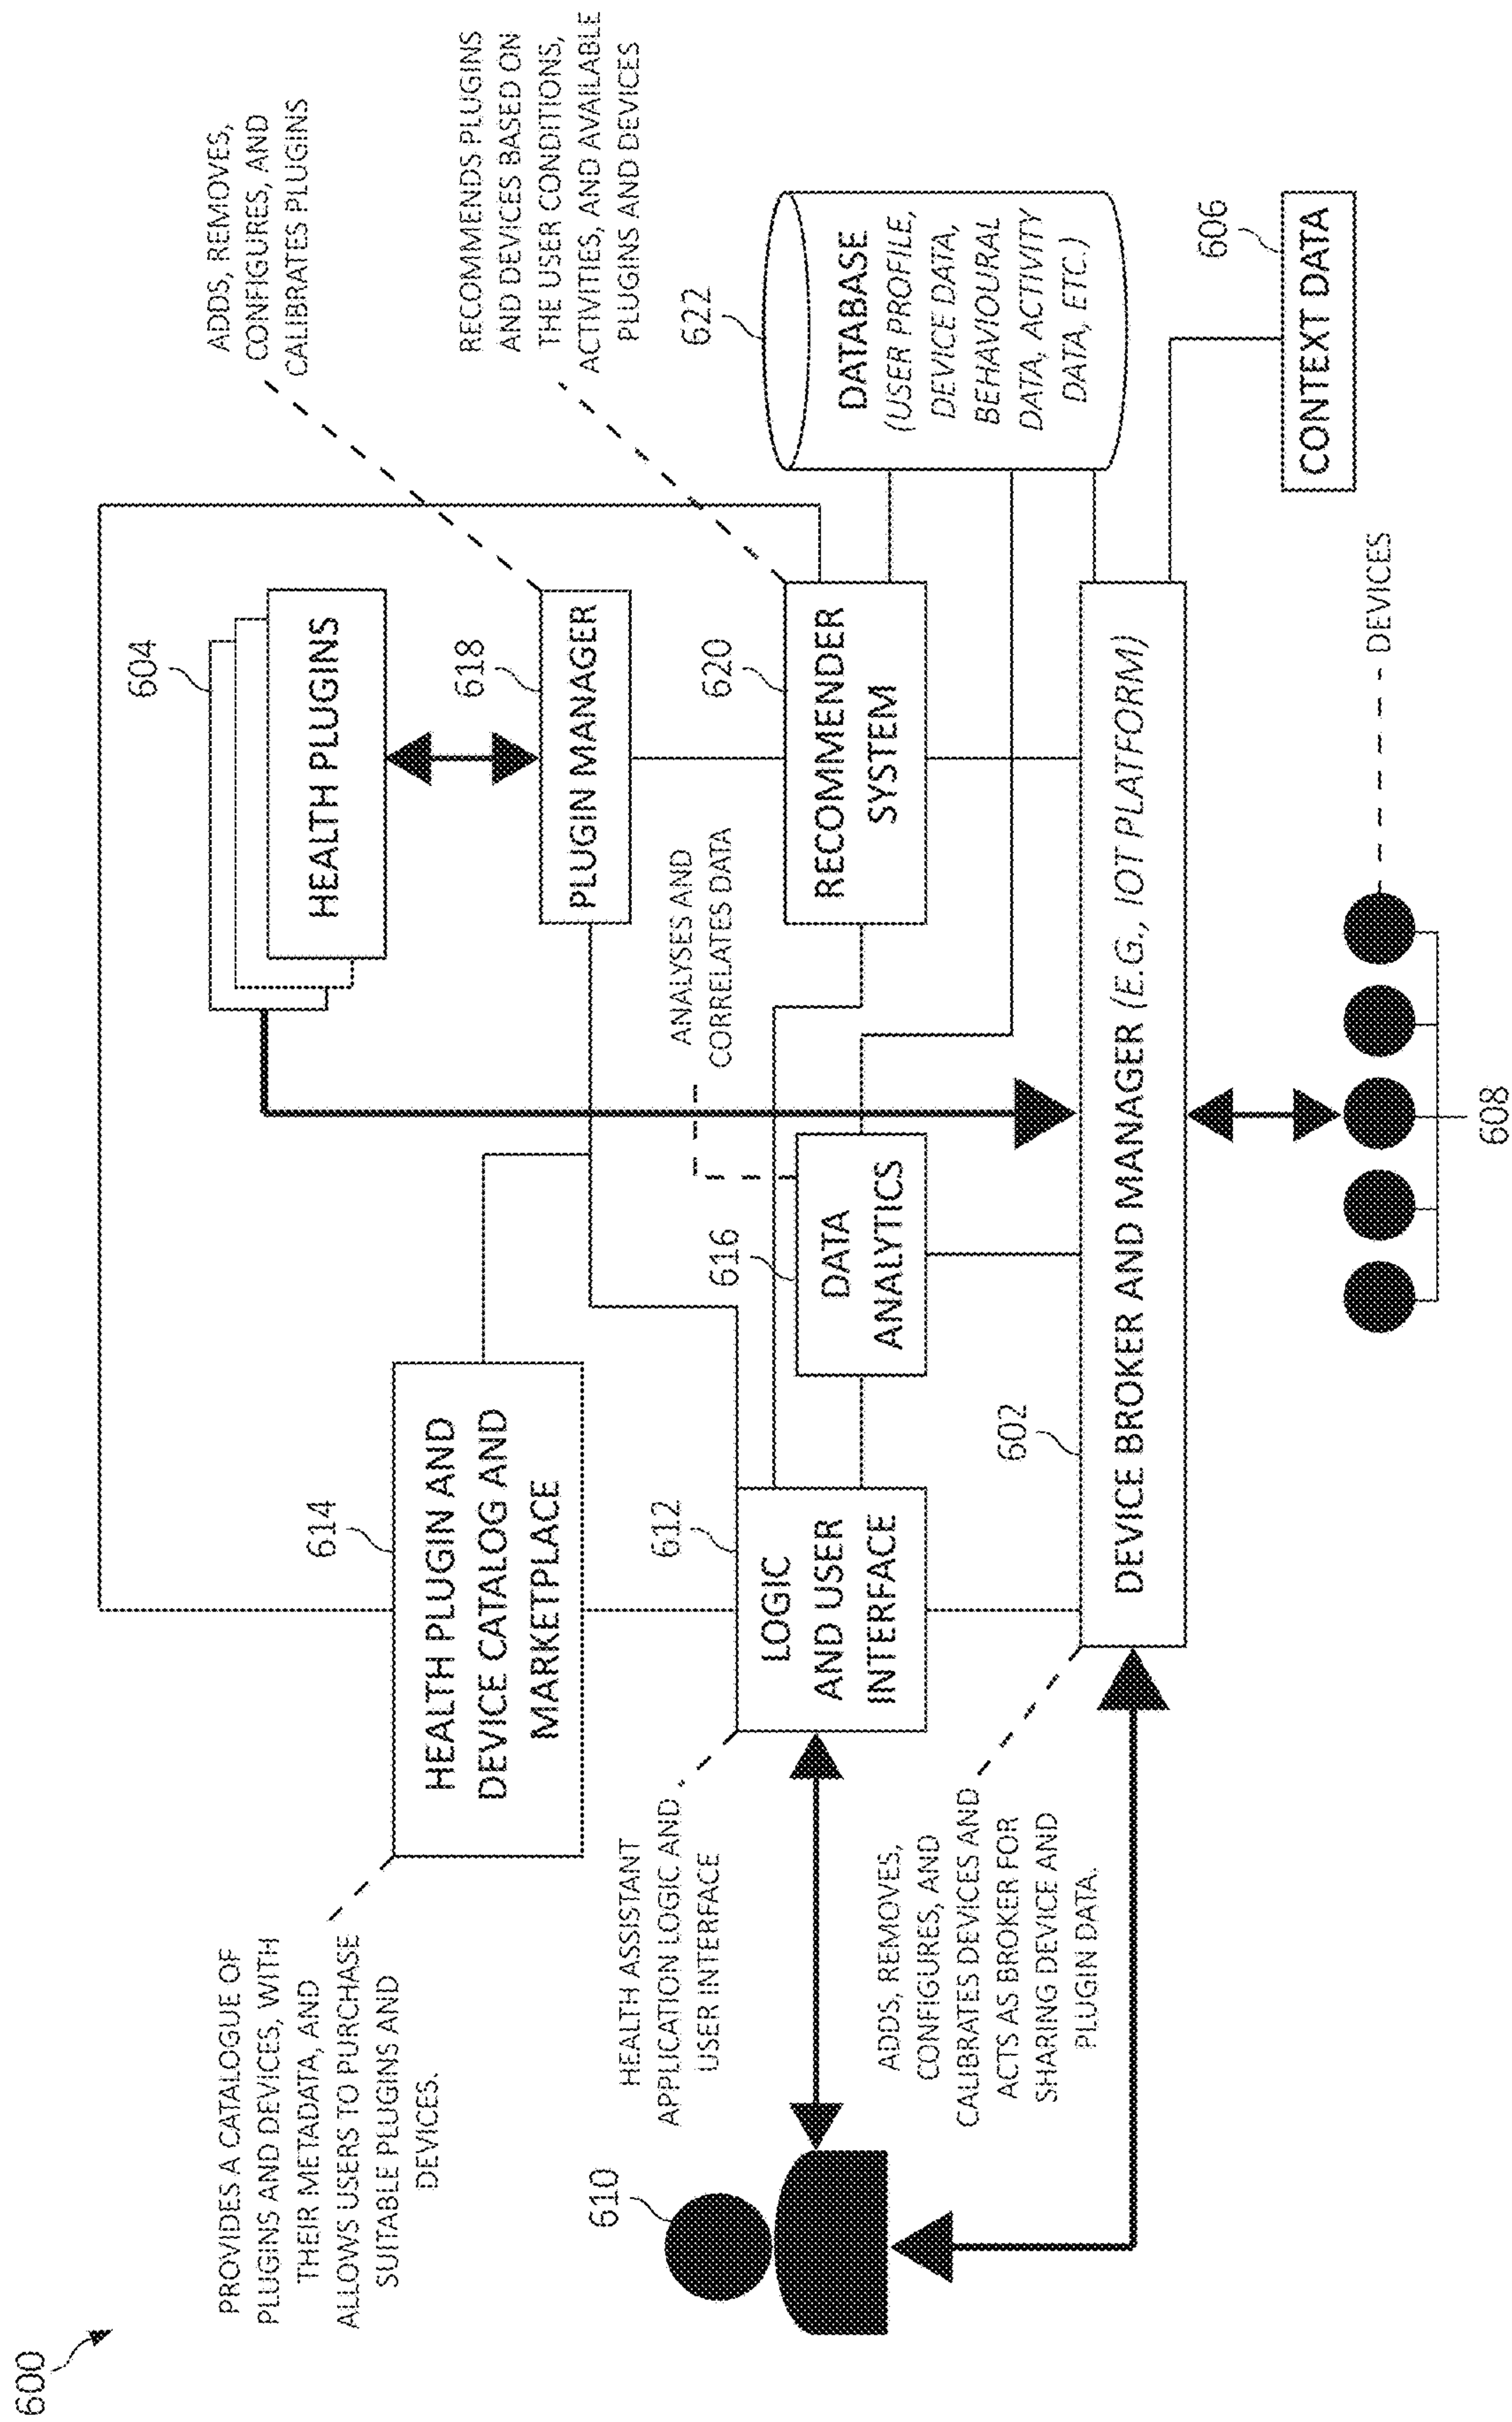 600
PROVIDES A CATALOGUE OF
PLUGINS AND DEVICES, WITH
THEIR METADATA, AND
ALLOWS USERS TO PURCHASE
SUITABLE PLUGINS AND
DEVICES.
614
HEALTH PLUGIN AND
DEVICE CATALOG AND
MARKETPLACE
604
HEALTH PLUGINS
ADDS, REMOVES,
CONFIGURES, AND
CALIBRATES PLUGINS
618
PLUGIN MANAGER
RECOMMENDS PLUGINS
AND DEVICES BASED ON
THE USER CONDITIONS,
ACTIVITIES, AND AVAILABLE
PLUGINS AND DEVICES
610
HEALTH ASSISTANT
APPLICATION LOGIC AND
USER INTERFACE
612
LOGIC
AND USER
INTERFACE
ANALYSES AND
CORRELATES DATA
616
DATA
ANALYTICS
620
RECOMMENDER
SYSTEM
622
DATABASE
(USER PROFILE,
DEVICE DATA,
BEHAVIOURAL
DATA, ACTIVITY
DATA, ETC.)
ADDS, REMOVES,
CONFIGURES, AND
CALIBRATES DEVICES AND
ACTS AS BROKER FOR
SHARING DEVICE AND
PLUGIN DATA.
602
DEVICE BROKER AND MANAGER (E.G., IOT PLATFORM)
606
CONTEXT DATA
DEVICES
608